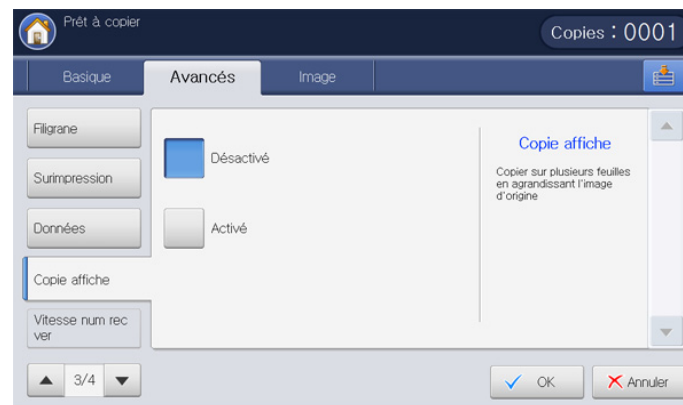 Prêt à copier
Copies : 0001
Basique
Avancés
Image
Filigrane
Surimpression
Données
Copie affiche
Vitesse num rec
ver
3/4
Désactivé
Activé
Copie affiche
Copier sur plusieurs feuilles
en agrandissant l'image
d'origine
OK
Annuler